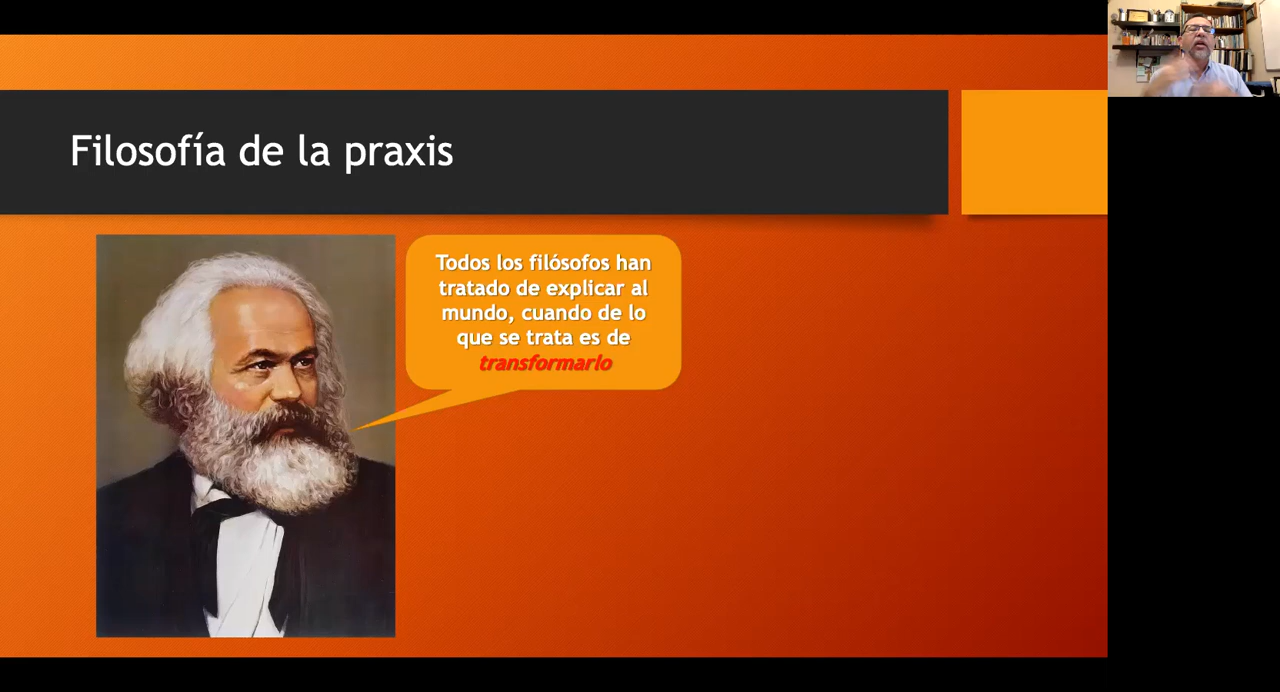 Filosofía de la praxis
Todos los filósofos han
tratado de explicar al
mundo, cuando de lo
que se trata es de
transformarlo